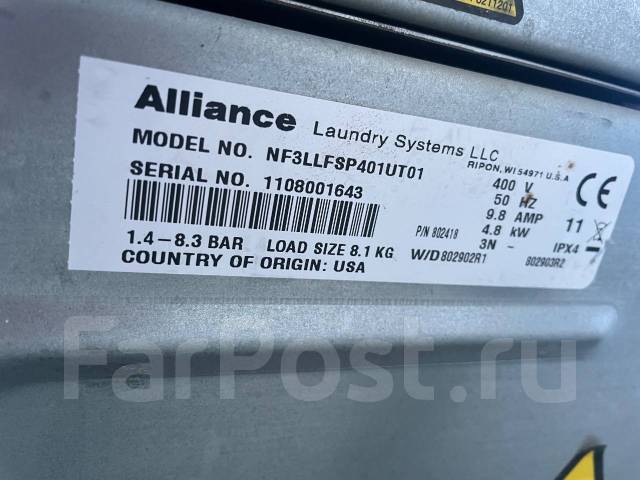 0211201
Alliance Laundry Systems LLC
RIPON, WI 54971 U.S.A
MODEL NO. NF3LLFSP401UT01
SERIAL NO. 1108001643
400 V
50 HZ
9.8 AMP
4.8 kW
3N ~
CE
11
IPX4
P/N 802418
1.4–8.3 BAR LOAD SIZE 8.1 KG
W/D 802902R1
802903R2
COUNTRY OF ORIGIN: USA
FarPost.ru